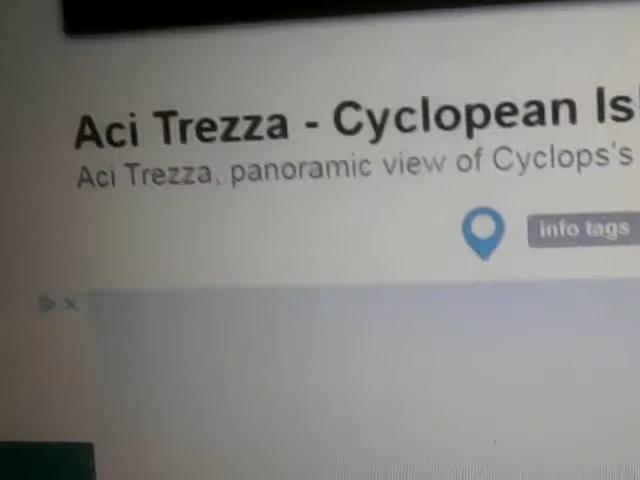 Aci Trezza - Cyclopean Is
Aci Trezza, panoramic view of Cyclops's
info tags